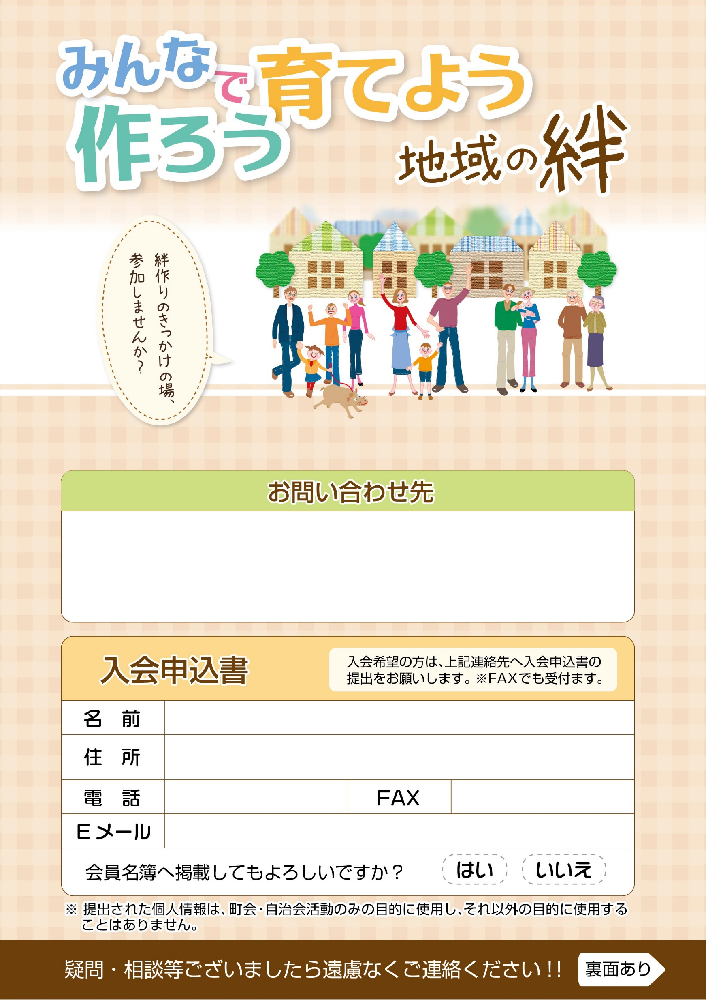 みんなで育てよう
作ろう
地域の絆
絆作りのきっかけの場、
参加しませんか？
お問い合わせ先
入会申込書
入会希望の方は、上記連絡先へ入会申込書の
提出をお願いします。※FAXでも受付ます。
名　前
住　所
電　話
FAX
Eメール
会員名簿へ掲載してもよろしいですか？
はい
いいえ
※ 提出された個人情報は、町会・自治会活動のみの目的に使用し、それ以外の目的に使用する
ことはありません。
疑問・相談等ございましたら遠慮なくご連絡ください!!
裏面あり